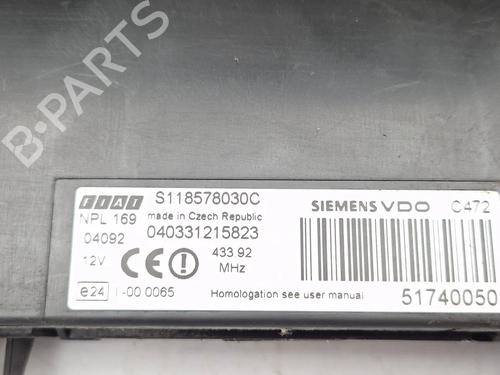 B-PARTS
FIAT S118578030C SIEMENS VDO C472
NPL 169 made in Czech Republic
04092 040331215823
12V CE 433 92
MHz
e24 I-00 0065 Homologation see user manual 51740050